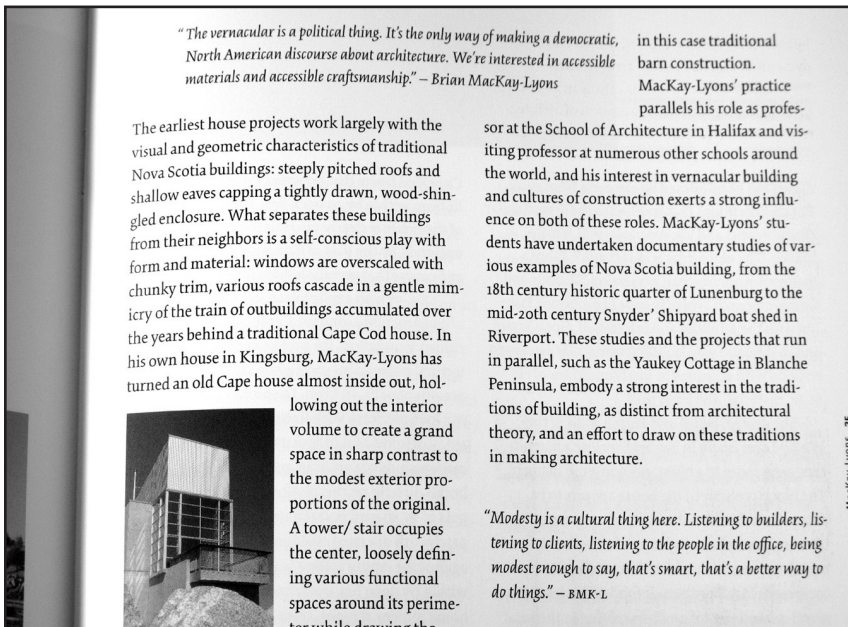 “The vernacular is a political thing. It’s the only way of making a democratic,
North American discourse about architecture. We’re interested in accessible
materials and accessible craftsmanship.” – Brian MacKay-Lyons
The earliest house projects work largely with the
visual and geometric characteristics of traditional
Nova Scotia buildings: steeply pitched roofs and
shallow eaves capping a tightly drawn, wood-shin-
gled enclosure. What separates these buildings
from their neighbors is a self-conscious play with
form and material: windows are overscaled with
chunky trim, various roofs cascade in a gentle mim-
icry of the train of outbuildings accumulated over
the years behind a traditional Cape Cod house. In
his own house in Kingsburg, MacKay-Lyons has
turned an old Cape house almost inside out, hol-
lowing out the interior
volume to create a grand
space in sharp contrast to
the modest exterior pro-
portions of the original.
A tower/ stair occupies
the center, loosely defin-
ing various functional
spaces around its perime-
ter while drawing the
in this case traditional
barn construction.
MacKay-Lyons’ practice
parallels his role as profes-
sor at the School of Architecture in Halifax and vis-
iting professor at numerous other schools around
the world, and his interest in vernacular building
and cultures of construction exerts a strong influ-
ence on both of these roles. MacKay-Lyons’ stu-
dents have undertaken documentary studies of var-
ious examples of Nova Scotia building, from the
18th century historic quarter of Lunenburg to the
mid-20th century Snyder’ Shipyard boat shed in
Riverport. These studies and the projects that run
in parallel, such as the Yaukey Cottage in Blanche
Peninsula, embody a strong interest in the tradi-
tions of building, as distinct from architectural
theory, and an effort to draw on these traditions
in making architecture.
“Modesty is a cultural thing here. Listening to builders, lis-
tening to clients, listening to the people in the office, being
modest enough to say, that’s smart, that’s a better way to
do things.” – BMK-L